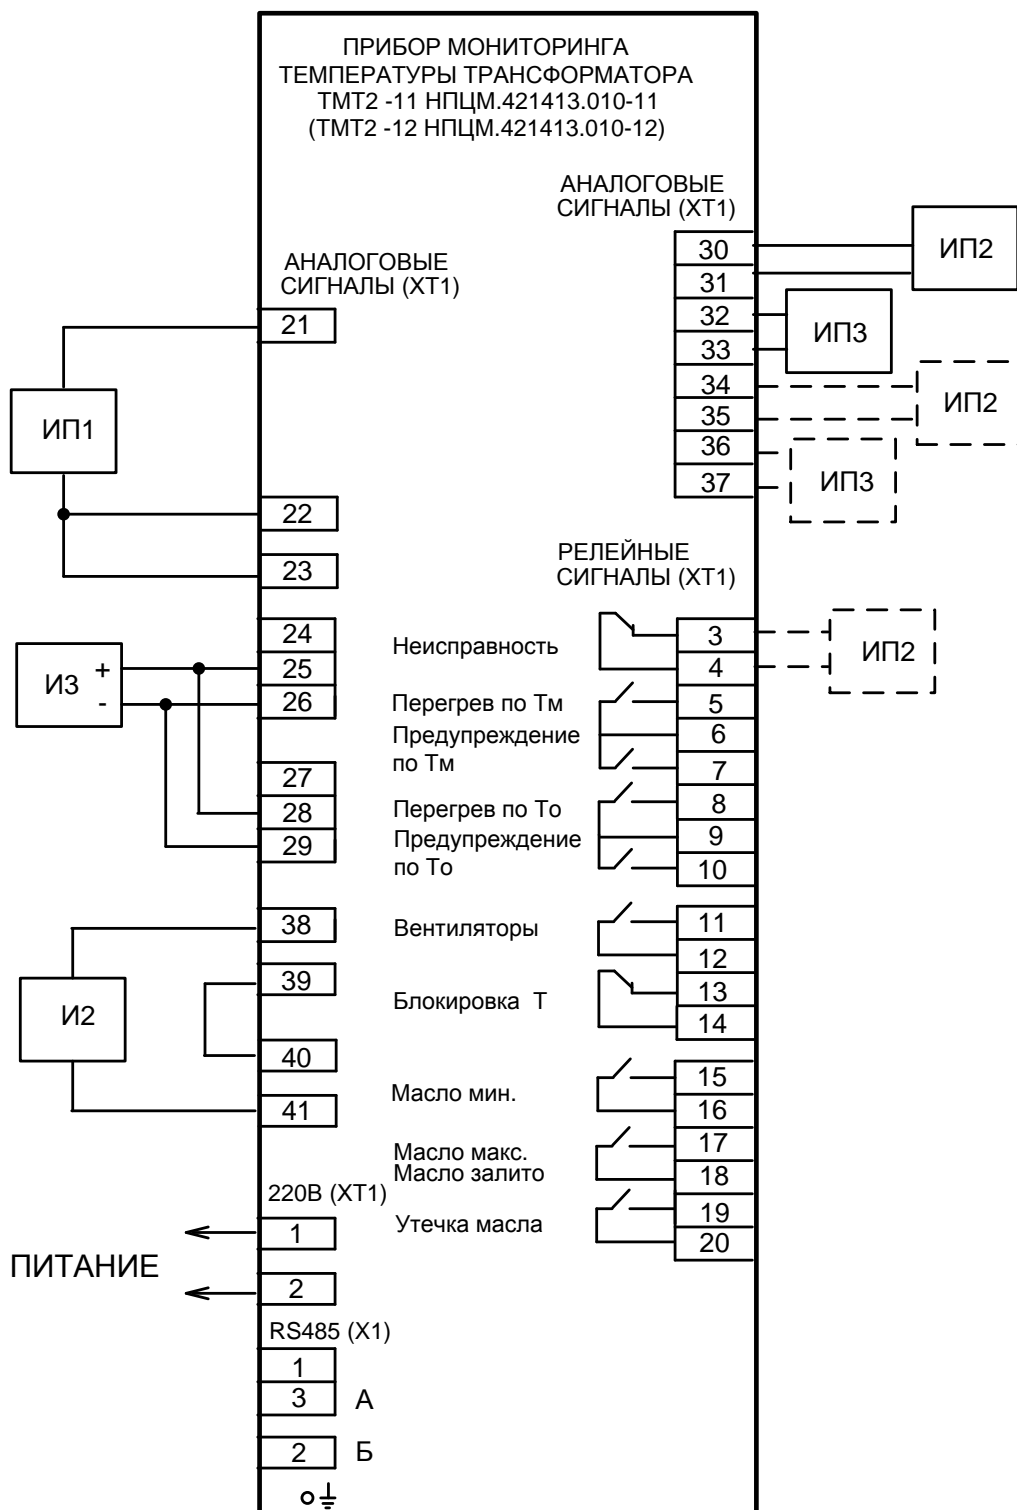 ПРИБОР МОНИТОРИНГА
ТЕМПЕРАТУРЫ ТРАНСФОРМАТОРА
ТМТ2 -11 НПЦМ.421413.010-11
(ТМТ2 -12 НПЦМ.421413.010-12)
АНАЛОГОВЫЕ
СИГНАЛЫ (ХТ1)
21
ИП1
22
23
24
25
26
ИЗ
+
-
27
28
29
38
39
И2
40
41
220В (ХТ1)
1
ПИТАНИЕ
2
RS485 (Х1)
1
3 А
2 Б
АНАЛОГОВЫЕ
СИГНАЛЫ (ХТ1)
30
31
ИП2
32
33
ИП3
34
35
ИП2
36
37
ИП3
РЕЛЕЙНЫЕ
СИГНАЛЫ (ХТ1)
Неисправность
3
4
ИП2
Перегрев по Тм
5
Предупреждение
по Тм
6
7
Перегрев по То
8
Предупреждение
по То
9
10
Вентиляторы
11
12
Блокировка Т
13
14
Масло мин.
15
16
Масло макс.
Масло залито
17
18
Утечка масла
19
20